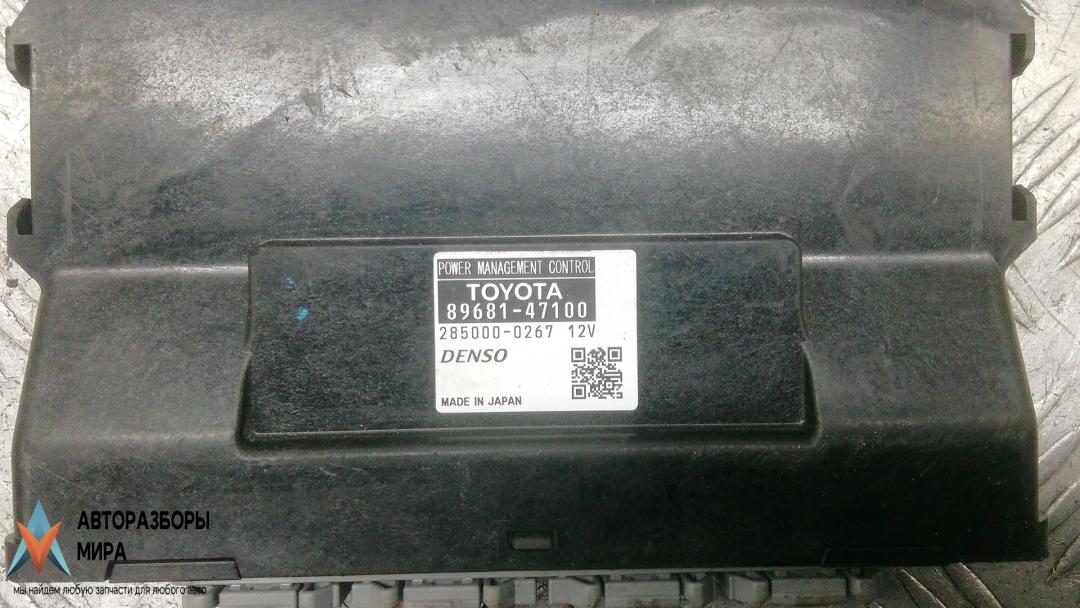 POWER MANAGEMENT CONTROL
TOYOTA
89681-47100
285000-0267 12V
DENSO
MADE IN JAPAN
АВТОРАЗБОРЫ
МИРА
мы найдем любую запчасти для любого авто